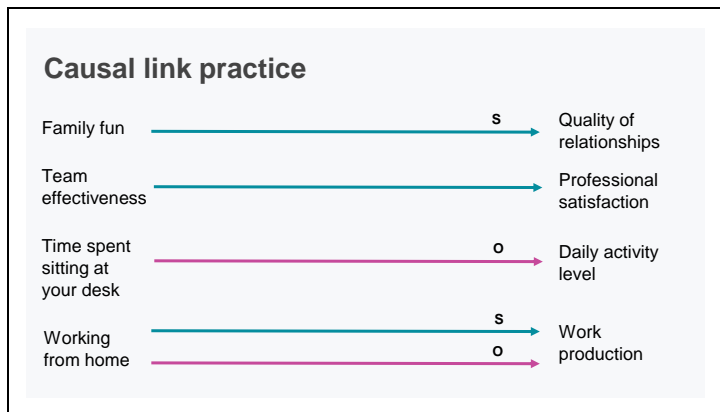 Causal link practice
Family fun
S
Quality of
relationships
Team
effectiveness
Professional
satisfaction
Time spent
sitting at
your desk
O
Daily activity
level
Working
from home
S
O
Work
production